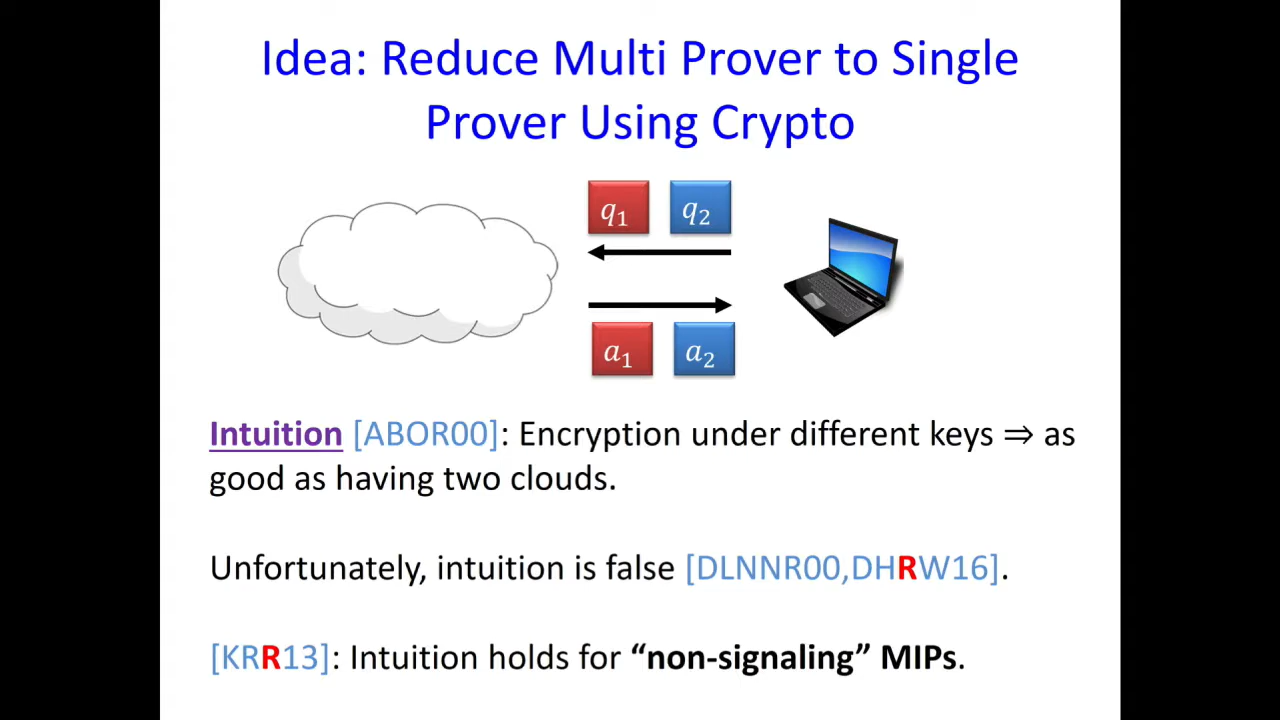 Idea: Reduce Multi Prover to Single
Prover Using Crypto
q₁ q₂
a₁ a₂
Intuition [ABOR00]: Encryption under different keys ⇒ as
good as having two clouds.
Unfortunately, intuition is false [DLNNR00,DHRW16].
[KRR13]: Intuition holds for “non-signaling” MIPs.